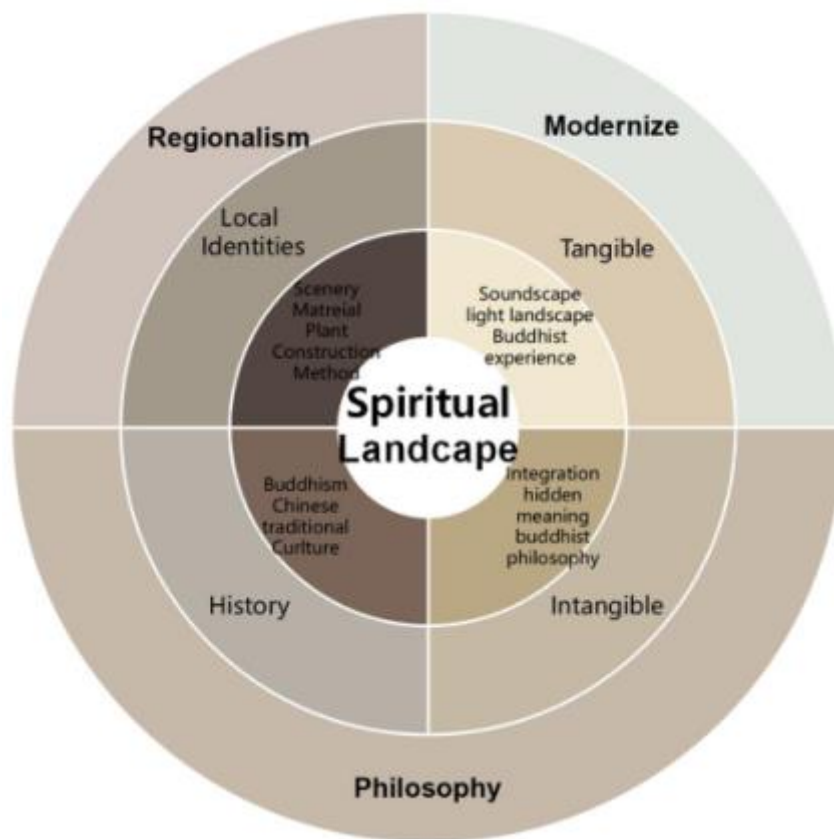 Regionalism
Modernize
Local
Identities
Tangible
Scenery
Matreial
Plant
Construction
Method
Soundscape
light landscape
Buddhist
experience
Spiritual
Landcape
Buddhism
Chinese
traditional
Curlture
Integration
hidden
meaning
buddhist
philosophy
History
Intangible
Philosophy